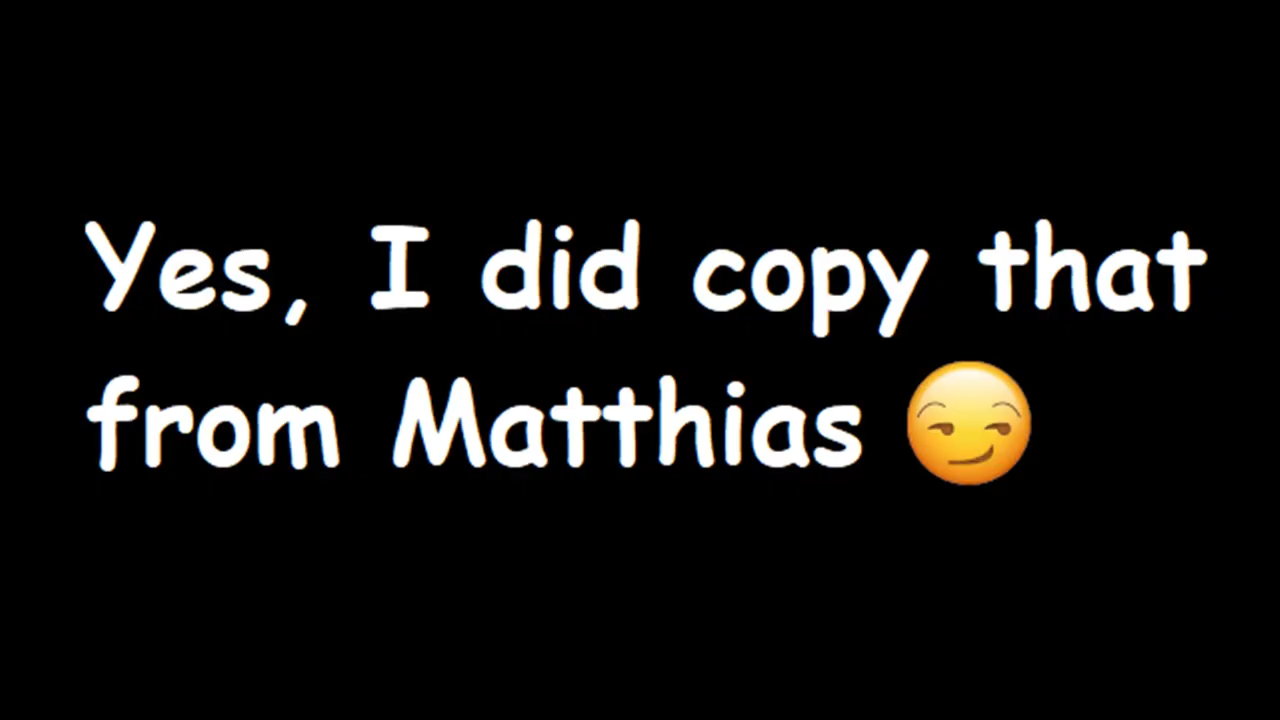 Yes, I did copy that
from Matthias 😏